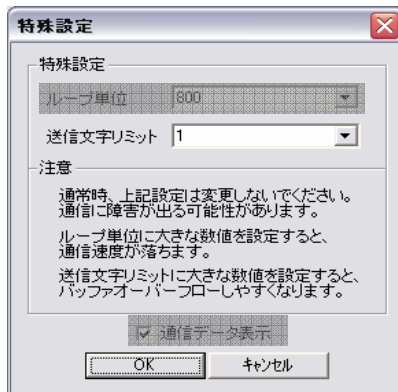 特殊設定
特殊設定
ループ単位 800
送信文字リミット 1
注意
通常時、上記設定は変更しないでください。
通信に障害が出る可能性があります。
ループ単位に大きな数値を設定すると、
通信速度が落ちます。
送信文字リミットに大きな数値を設定すると、
バッファオーバーフローしやすくなります。
通信データ表示
OK キャンセル